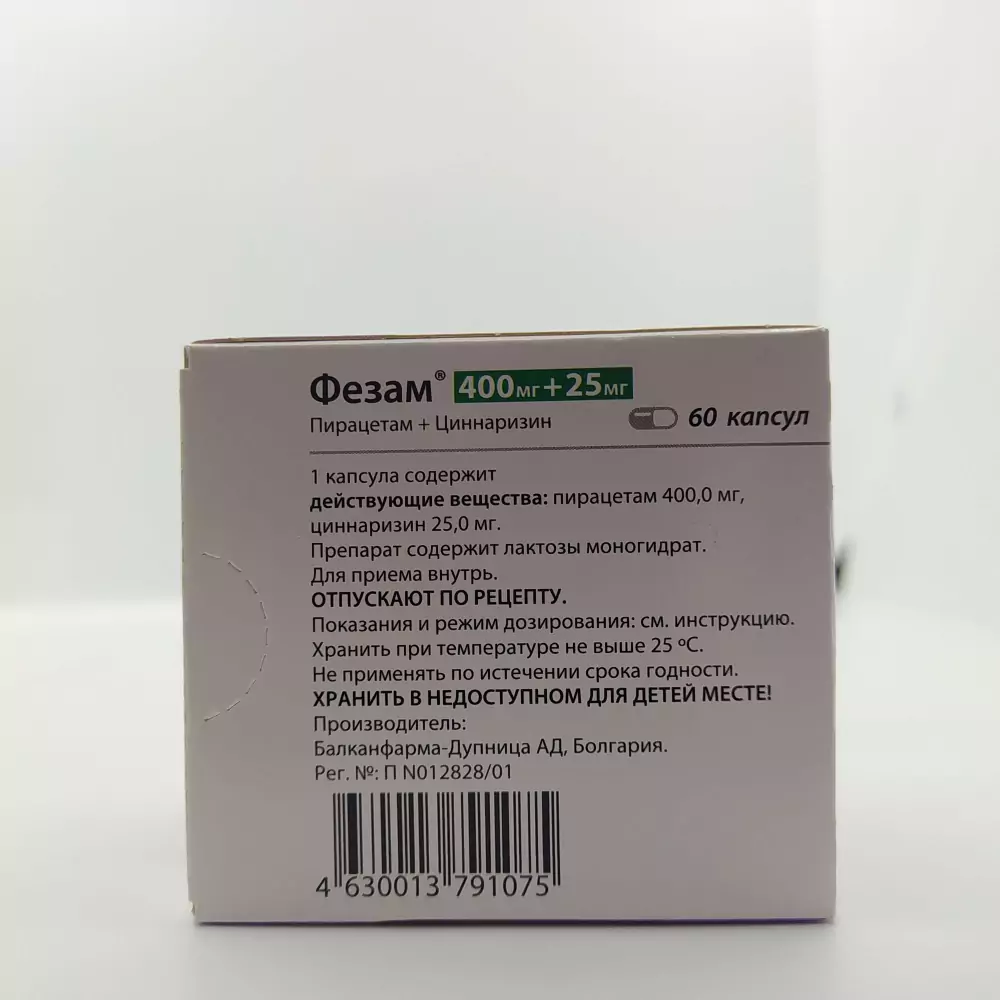 Фезам® 400мг+25мг
Пирацетам + Циннаризин
60 капсул
1 капсула содержит
действующие вещества: пирацетам 400,0 мг,
циннаризин 25,0 мг.
Препарат содержит лактозы моногидрат.
Для приема внутрь.
ОТПУСКАЮТ ПО РЕЦЕПТУ.
Показания и режим дозирования: см. инструкцию.
Хранить при температуре не выше 25 ºС.
Не применять по истечении срока годности.
ХРАНИТЬ В НЕДОСТУПНОМ ДЛЯ ДЕТЕЙ МЕСТЕ!
Производитель:
Балканфарма-Дупница АД, Болгария.
Рег. №: П N012828/01
4 630013 791075